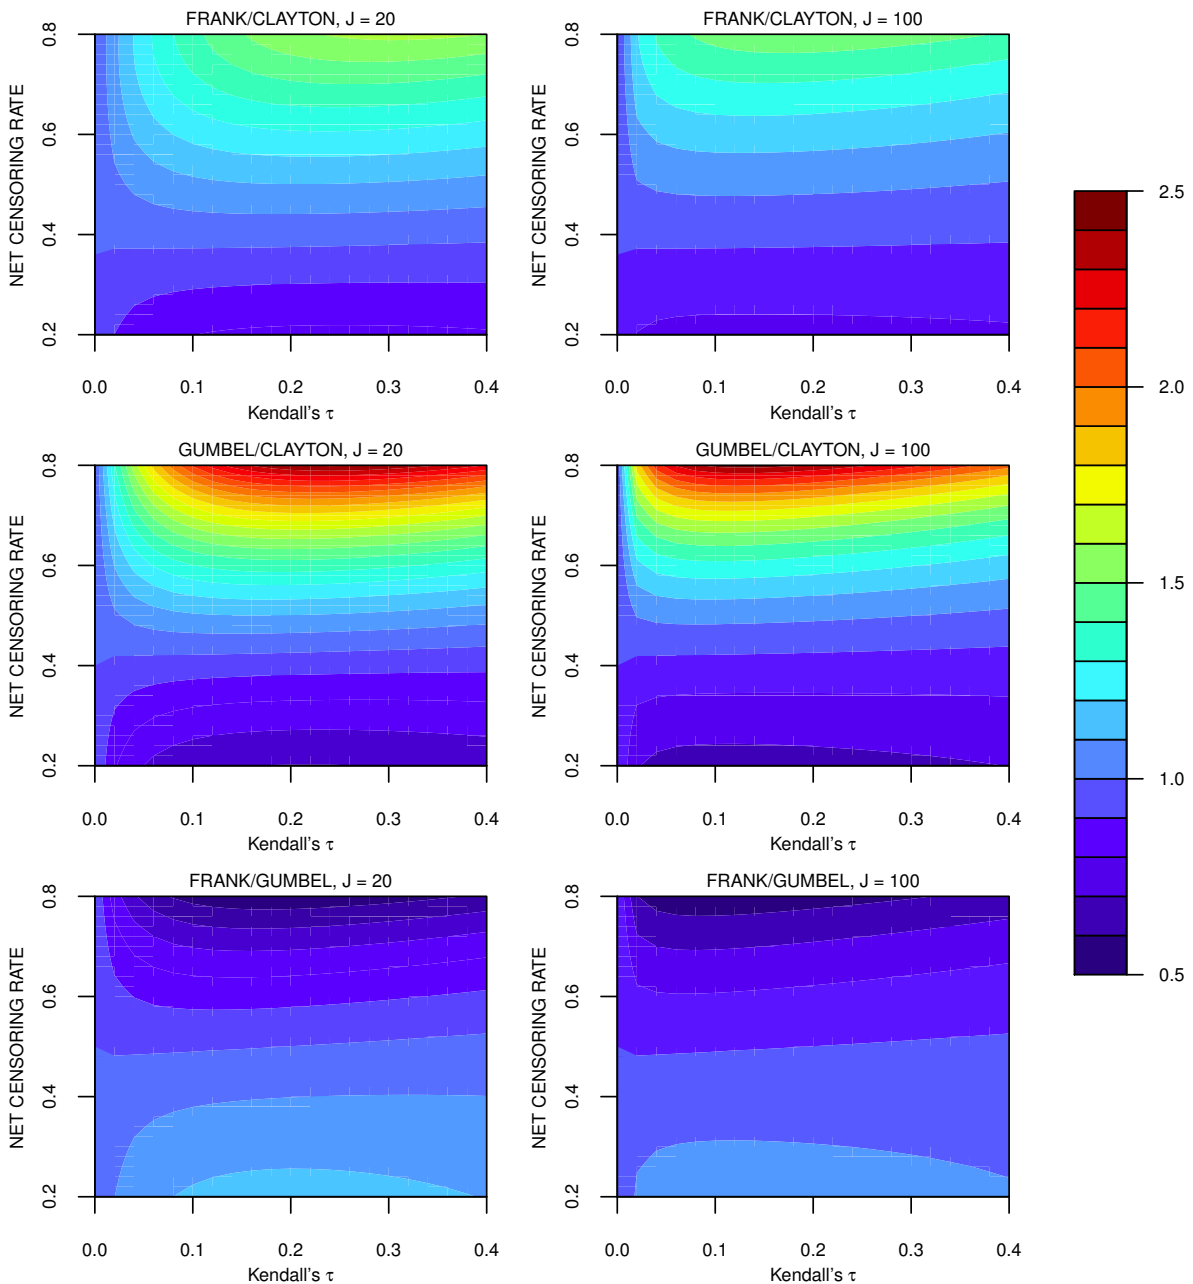 FRANK/CLAYTON, J = 20
NET CENSORING RATE
0.8
0.6
0.4
0.2
0.0 0.1 0.2 0.3 0.4
Kendall's τ
FRANK/CLAYTON, J = 100
NET CENSORING RATE
0.8
0.6
0.4
0.2
0.0 0.1 0.2 0.3 0.4
Kendall's τ
GUMBEL/CLAYTON, J = 20
NET CENSORING RATE
0.8
0.6
0.4
0.2
0.0 0.1 0.2 0.3 0.4
Kendall's τ
GUMBEL/CLAYTON, J = 100
NET CENSORING RATE
0.8
0.6
0.4
0.2
0.0 0.1 0.2 0.3 0.4
Kendall's τ
FRANK/GUMBEL, J = 20
NET CENSORING RATE
0.8
0.6
0.4
0.2
0.0 0.1 0.2 0.3 0.4
Kendall's τ
FRANK/GUMBEL, J = 100
NET CENSORING RATE
0.8
0.6
0.4
0.2
0.0 0.1 0.2 0.3 0.4
Kendall's τ
2.5
2.0
1.5
1.0
0.5